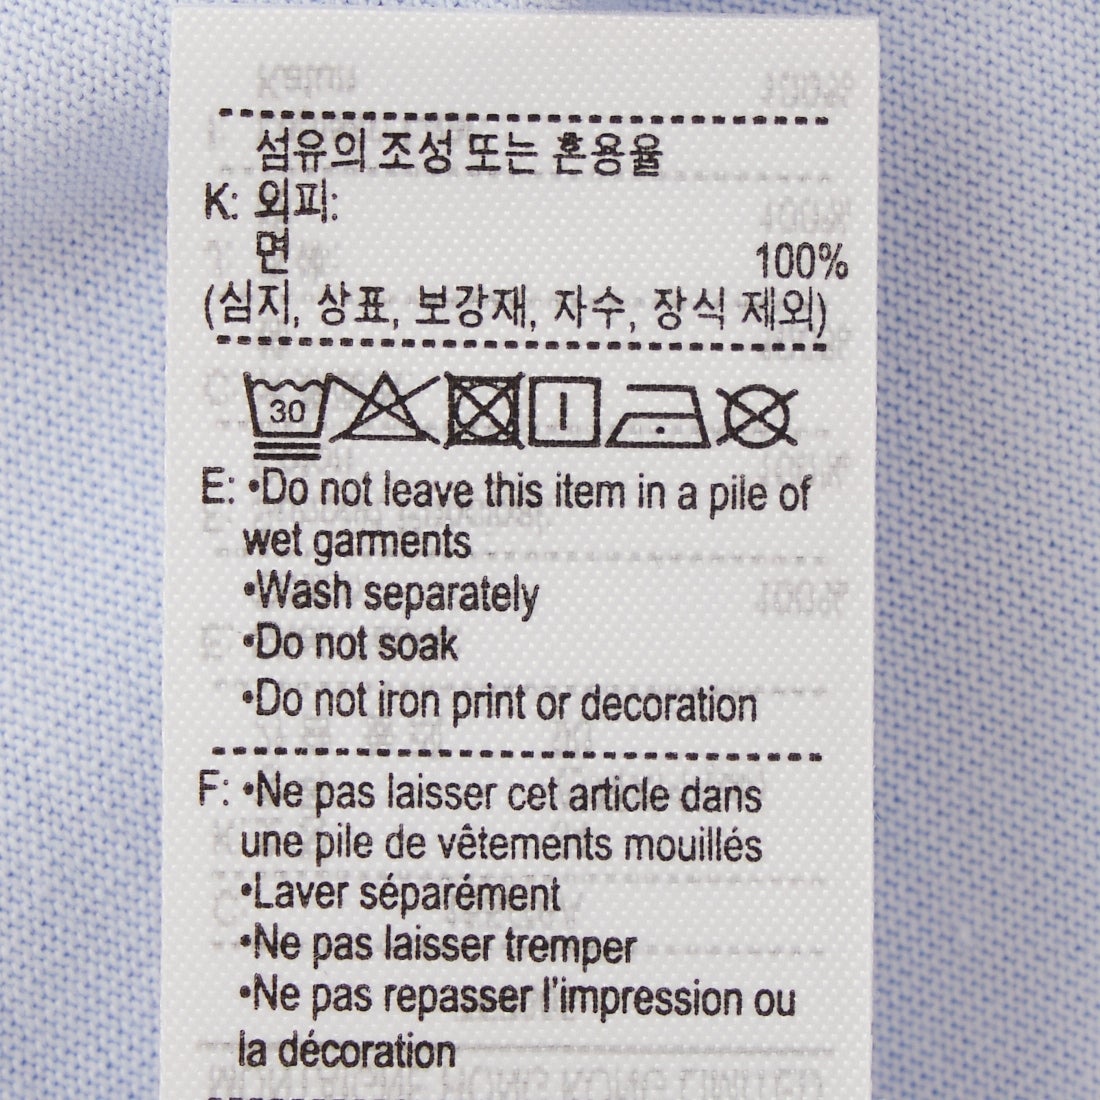 섬유의 조성 또는 혼용율
K: 외피:
면 100%
(심지, 상표, 보강재, 자수, 장식 제외)
30
E: •Do not leave this item in a pile of
wet garments
•Wash separately
•Do not soak
•Do not iron print or decoration
F: •Ne pas laisser cet article dans
une pile de vêtements mouillés
•Laver séparément
•Ne pas laisser tremper
•Ne pas repasser l'impression ou
la décoration